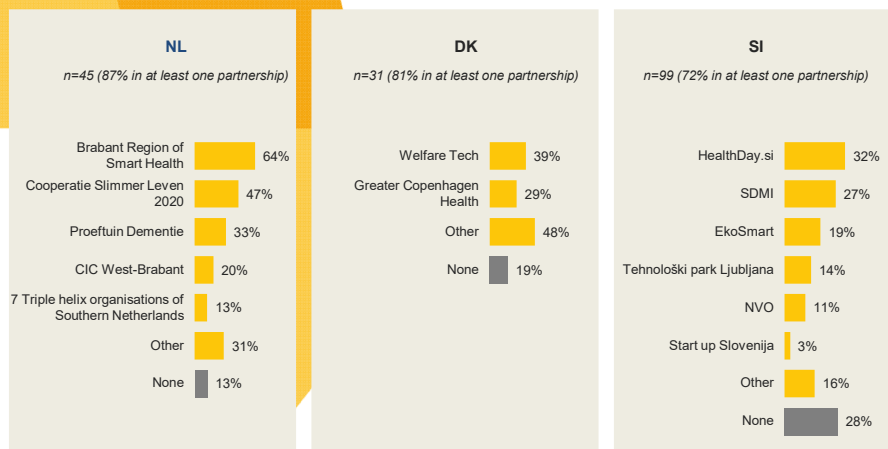 NL
n=45 (87% in at least one partnership)
Brabant Region of
Smart Health
64%
Cooperatie Slimmer Leven
2020
47%
Proeftuin Dementie
33%
CIC West-Brabant
20%
7 Triple helix organisations of
Southern Netherlands
13%
Other
31%
None
13%
DK
n=31 (81% in at least one partnership)
Welfare Tech
39%
Greater Copenhagen
Health
29%
Other
48%
None
19%
SI
n=99 (72% in at least one partnership)
HealthDay.si
32%
SDMI
27%
EkoSmart
19%
Tehnološki park Ljubljana
14%
NVO
11%
Start up Slovenija
3%
Other
16%
None
28%